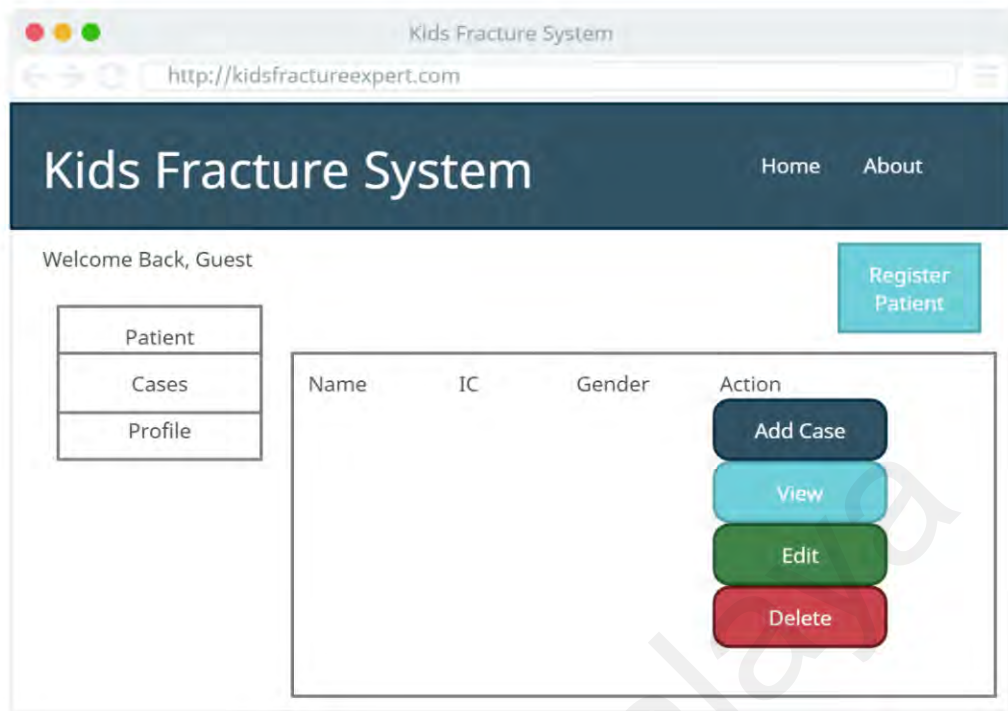 Kids Fracture System
http://kidsfractureexpert.com
Kids Fracture System
Home About
Welcome Back, Guest
Register
Patient
Patient
Cases
Profile
Name IC Gender Action
Add Case
View
Edit
Delete